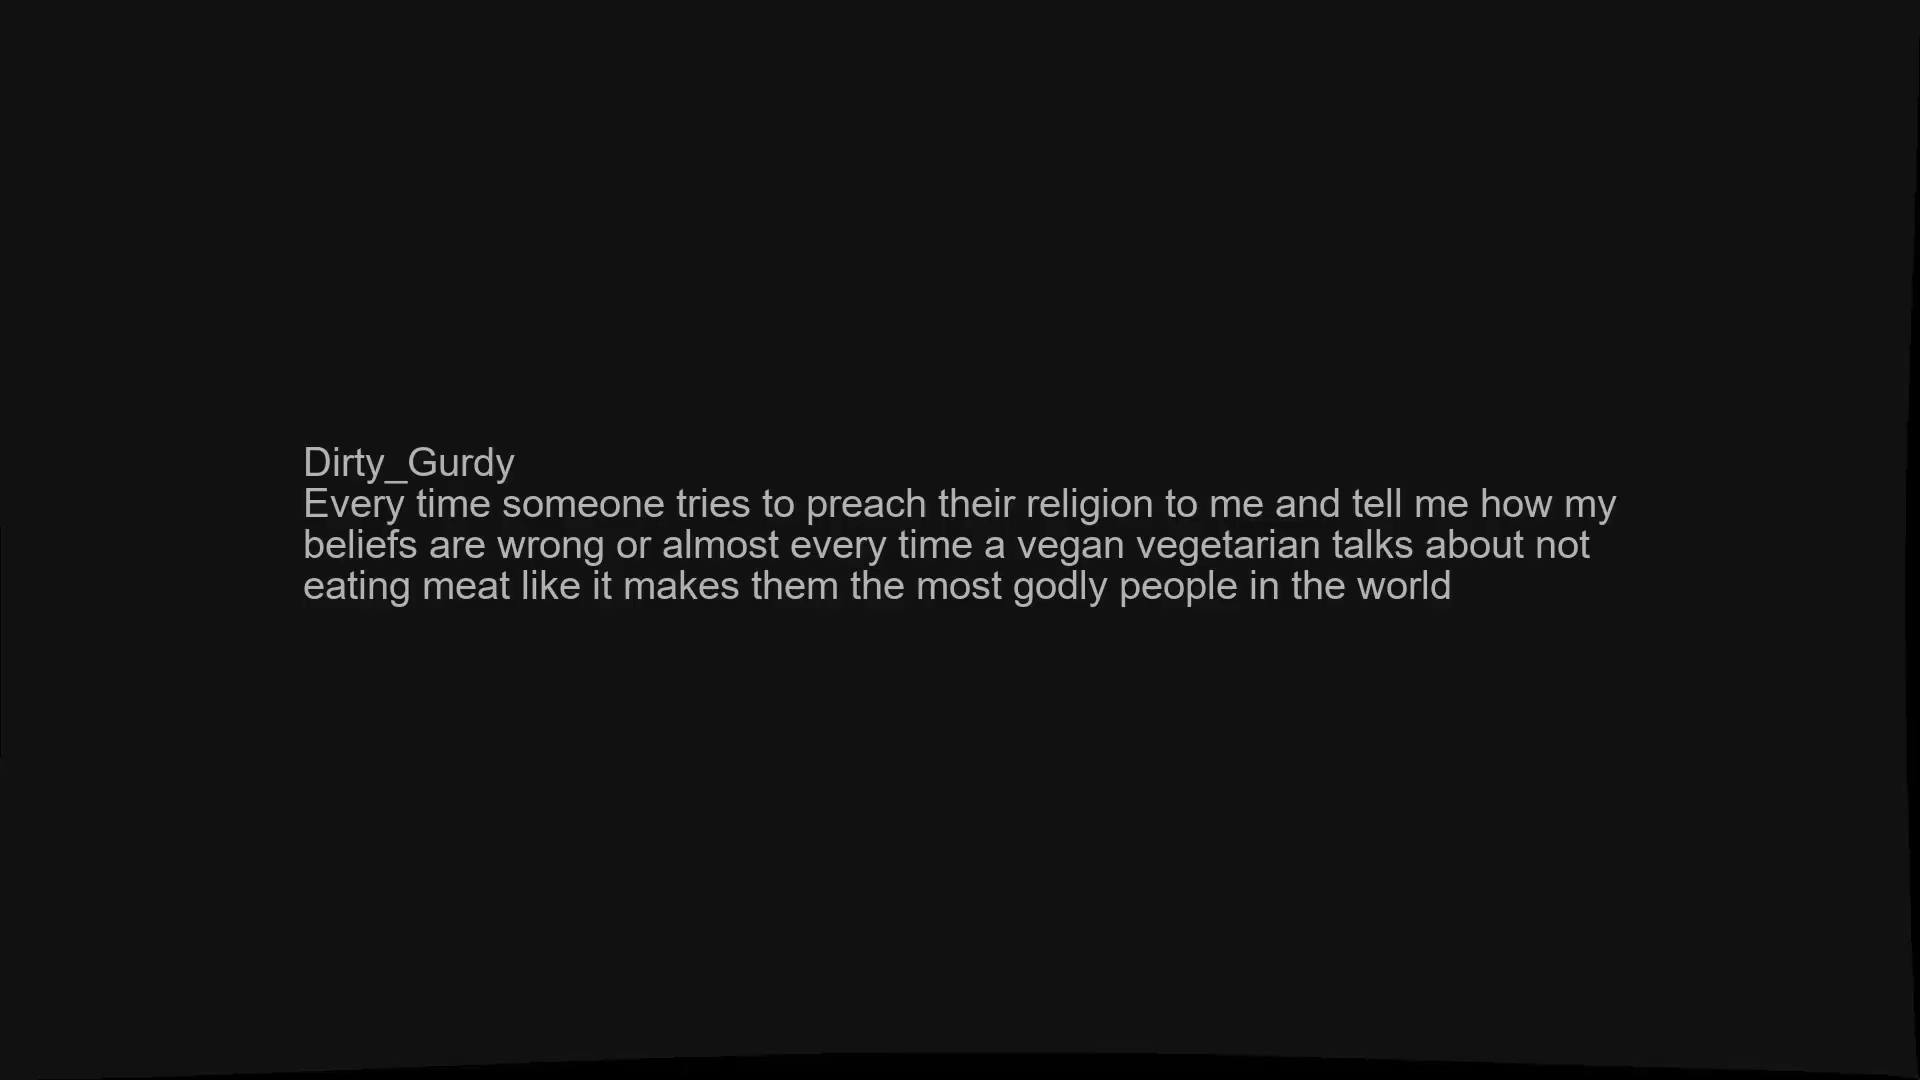 Dirty_Gurdy
Every time someone tries to preach their religion to me and tell me how my
beliefs are wrong or almost every time a vegan vegetarian talks about not
eating meat like it makes them the most godly people in the world